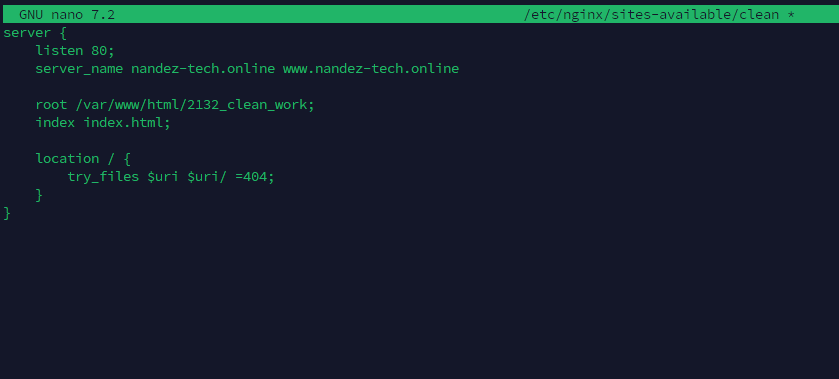 GNU nano 7.2 /etc/nginx/sites-available/clean *
server {
    listen 80;
    server_name nandez-tech.online www.nandez-tech.online

    root /var/www/html/2132_clean_work;
    index index.html;

    location / {
        try_files $uri $uri/ =404;
    }
}